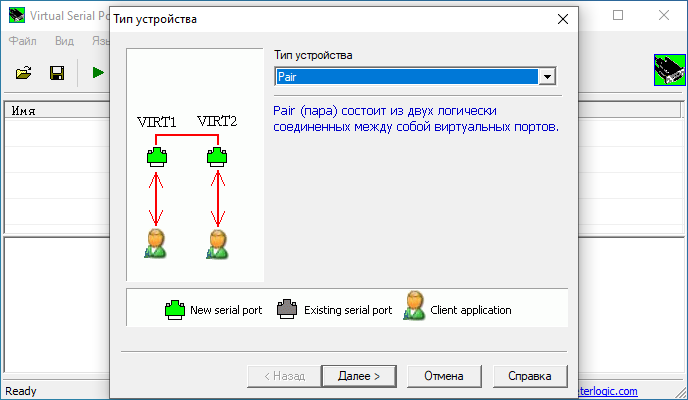 Virtual Serial Po
Тип устройства
Файл Вид Язы
Имя
VIRT1 VIRT2
Тип устройства
Pair
Pair (пара) состоит из двух логически
соединенных между собой виртуальных портов.
New serial port Existing serial port Client application
< Назад Далее > Отмена Справка
Ready
eterlogic.com